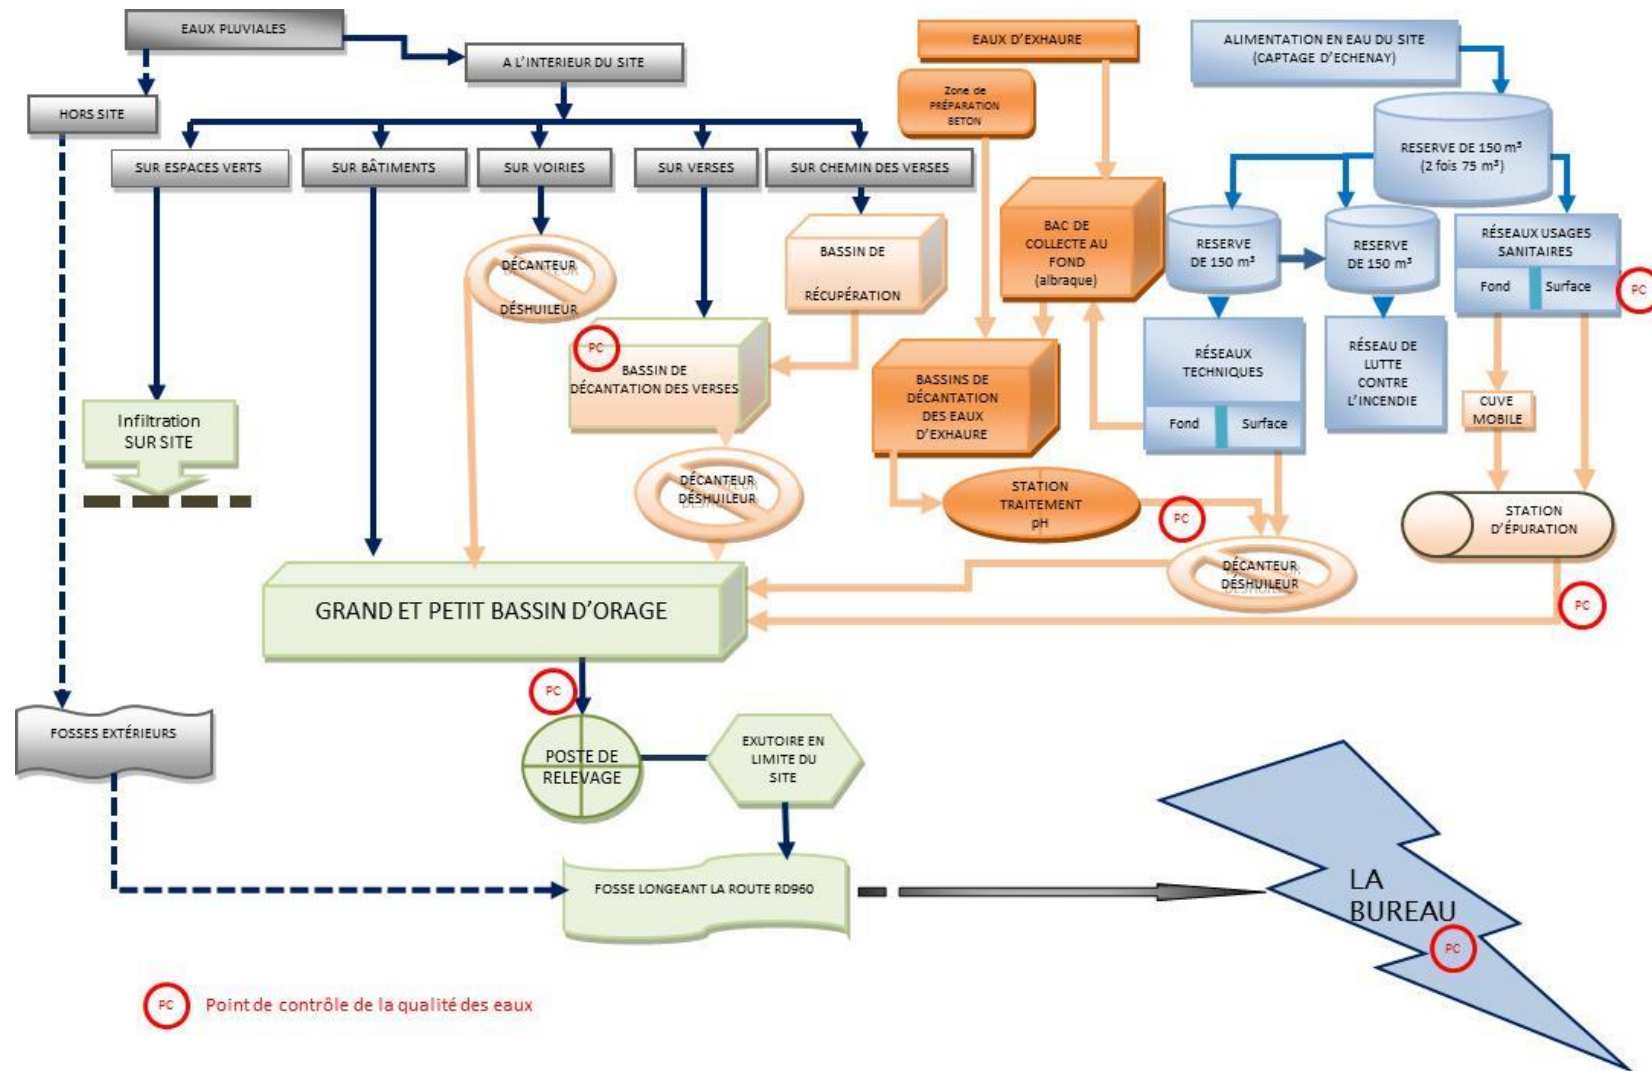 EAUX PLUVIALES
A L'INTERIEUR DU SITE
HORS SITE
SUR ESPACES VERTS
SUR BÂTIMENTS
SUR VOIRIES
SUR VERSES
SUR CHEMIN DES VERSES
EAUX D'EXHAURE
Zone de
PRÉPARATION
BETON
ALIMENTATION EN EAU DU SITE
(CAPTAGE D'ECHENAY)
RESERVE DE 150 m³
(2 fois 75 m³)
DÉCANTEUR
DÉSHUILEUR
BASSIN DE
RÉCUPÉRATION
BAC DE
COLLECTE AU
FOND
(albraque)
RESERVE
DE 150 m³
RESERVE
DE 150 m³
RÉSEAUX USAGES
SANITAIRES
Fond
Surface
PC
PC
BASSIN DE
DÉCANTATION DES VERSES
BASSINS DE
DÉCANTATION
DES EAUX
D'EXHAURE
RÉSEAUX
TECHNIQUES
Fond
Surface
RÉSEAU DE
LUTTE
CONTRE
L'INCENDIE
CUVE
MOBILE
Infiltration
SUR SITE
DÉCANTEUR
DÉSHUILEUR
STATION
TRAITEMENT
pH
PC
STATION
D'ÉPURATION
DÉCANTEUR
DÉSHUILEUR
PC
GRAND ET PETIT BASSIN D'ORAGE
PC
FOSSES EXTÉRIEURS
POSTE DE
RELEVAGE
EXUTOIRE EN
LIMITE DU
SITE
FOSSE LONGEANT LA ROUTE RD960
LA
BUREAU
PC
PC
Point de contrôle de la qualité des eaux